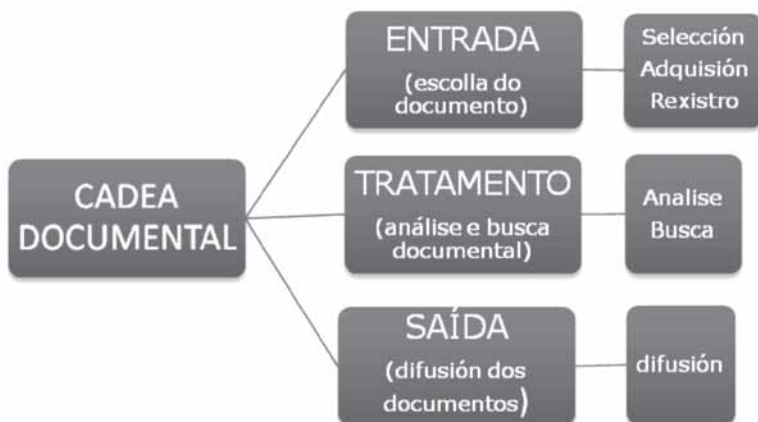 CADEA
DOCUMENTAL
ENTRADA
(escolla do
documento)
Selección
Adquisión
Rexistro
TRATAMENTO
(análise e busca
documental)
Analise
Busca
SAÍDA
(difusión dos
documentos)
difusión